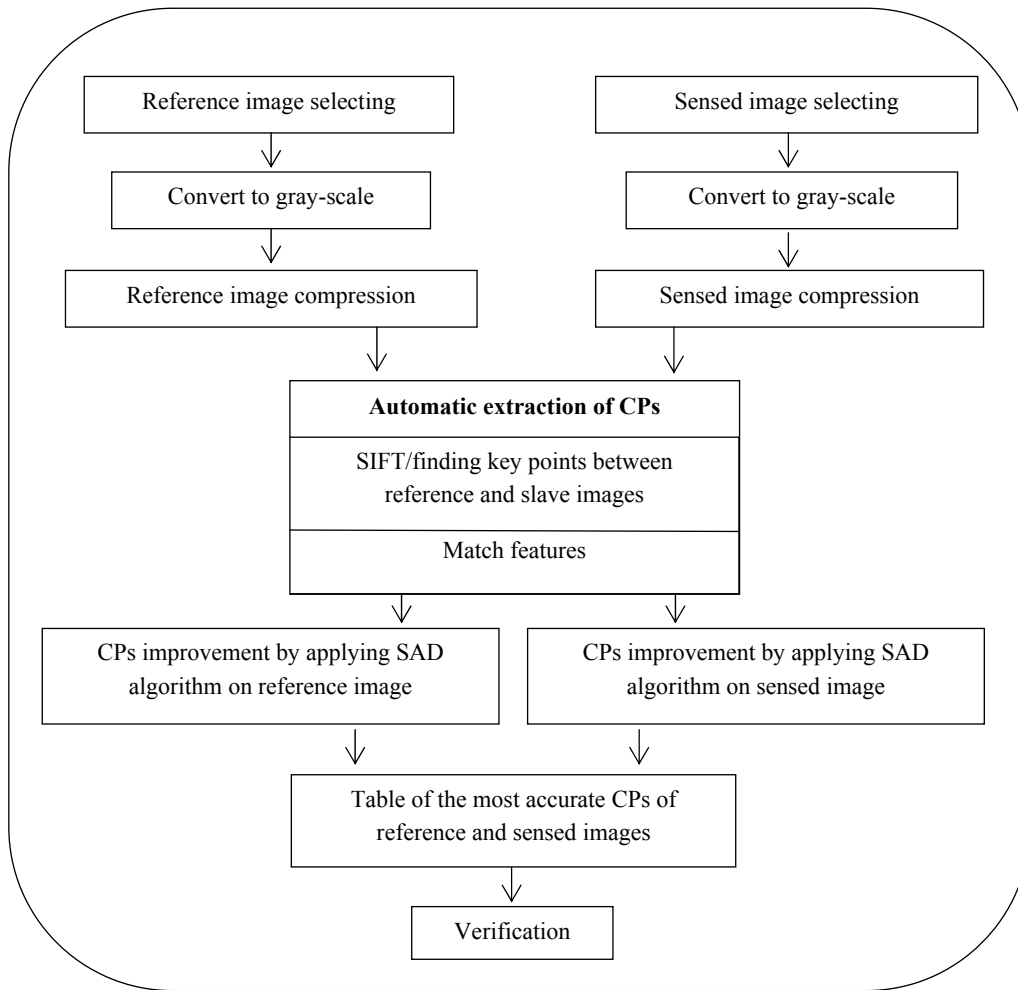 Reference image selecting
Sensed image selecting
Convert to gray-scale
Convert to gray-scale
Reference image compression
Sensed image compression
Automatic extraction of CPs
SIFT/finding key points between
reference and slave images
Match features
CPs improvement by applying SAD
algorithm on reference image
CPs improvement by applying SAD
algorithm on sensed image
Table of the most accurate CPs of
reference and sensed images
Verification